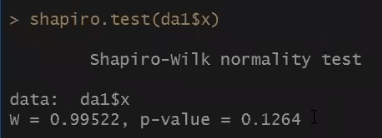 > shapiro.test(da1$x)
Shapiro-Wilk normality test
data: da1$x
W = 0.99522, p-value = 0.1264